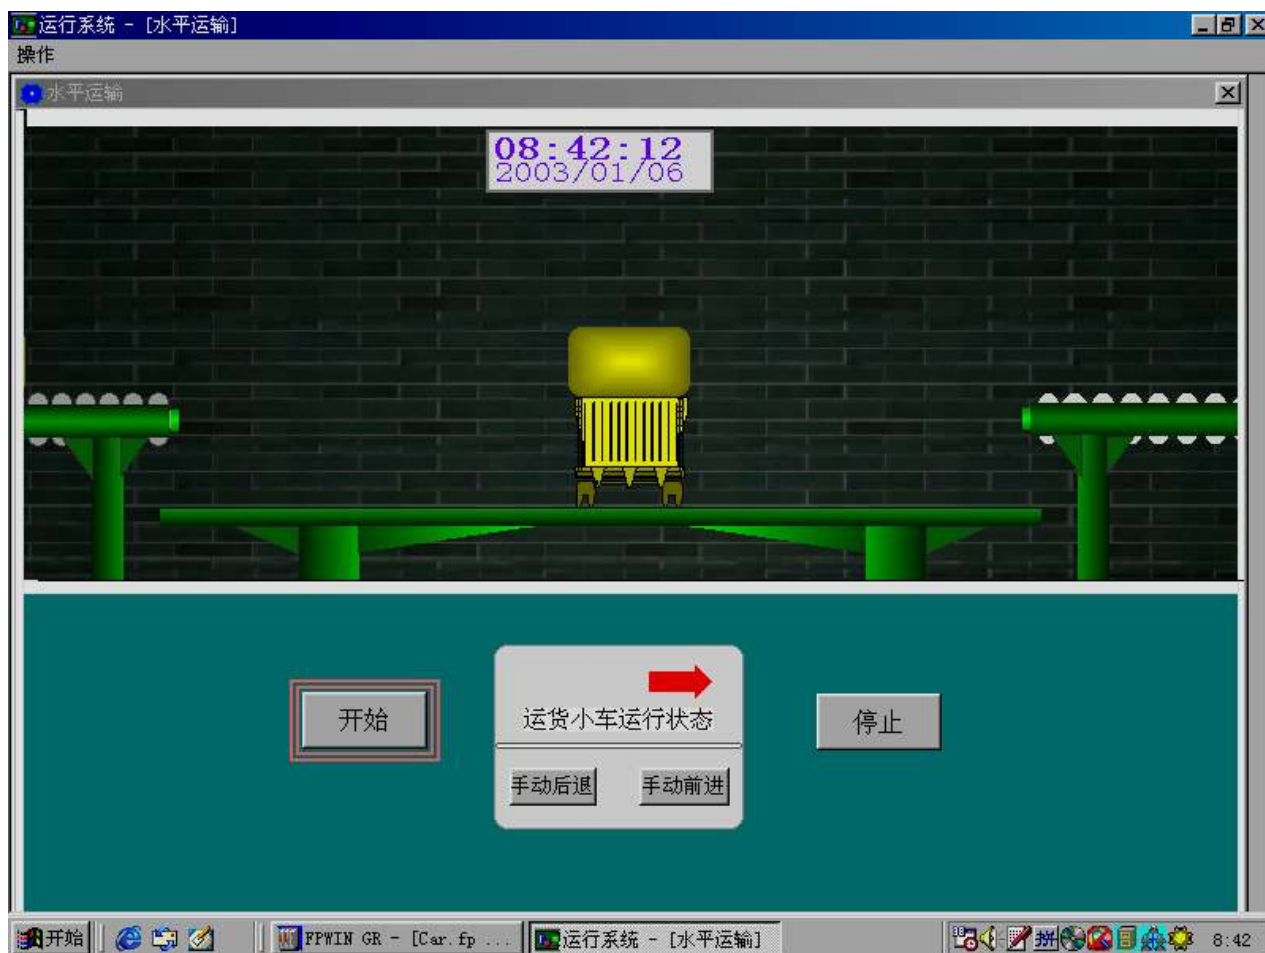 运行系统 - [水平运输]
操作
水平运输
08:42:12
2003/01/06
开始
运货小车运行状态
停止
手动后退
手动前进
开始
FPWIN GR - [Car.fp ...
运行系统 - [水平运输]
拼
8:42